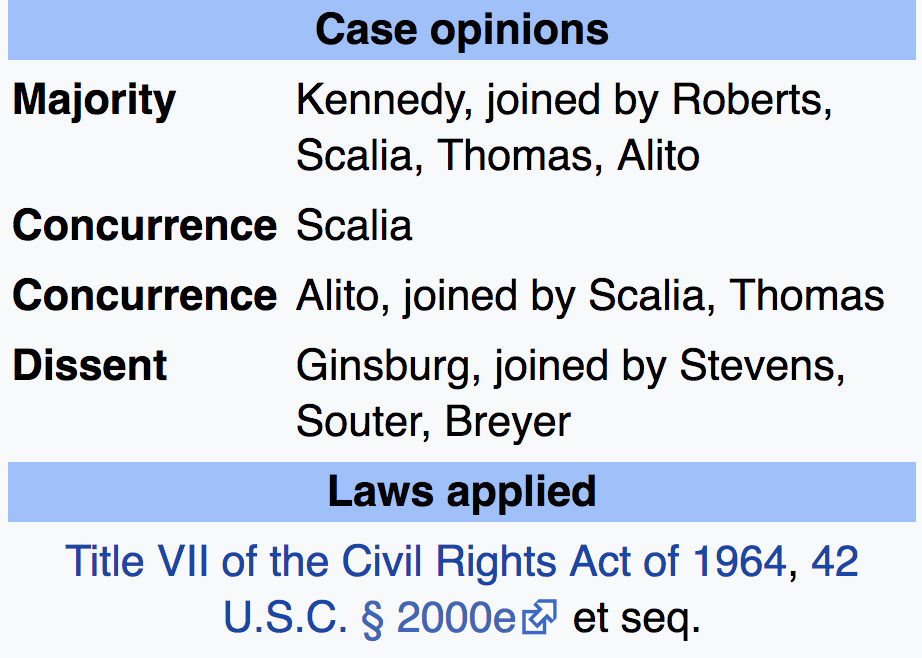 Case opinions
Majority Kennedy, joined by Roberts,
Scalia, Thomas, Alito
Concurrence Scalia
Concurrence Alito, joined by Scalia, Thomas
Dissent Ginsburg, joined by Stevens,
Souter, Breyer
Laws applied
Title VII of the Civil Rights Act of 1964, 42
U.S.C. § 2000e et seq.